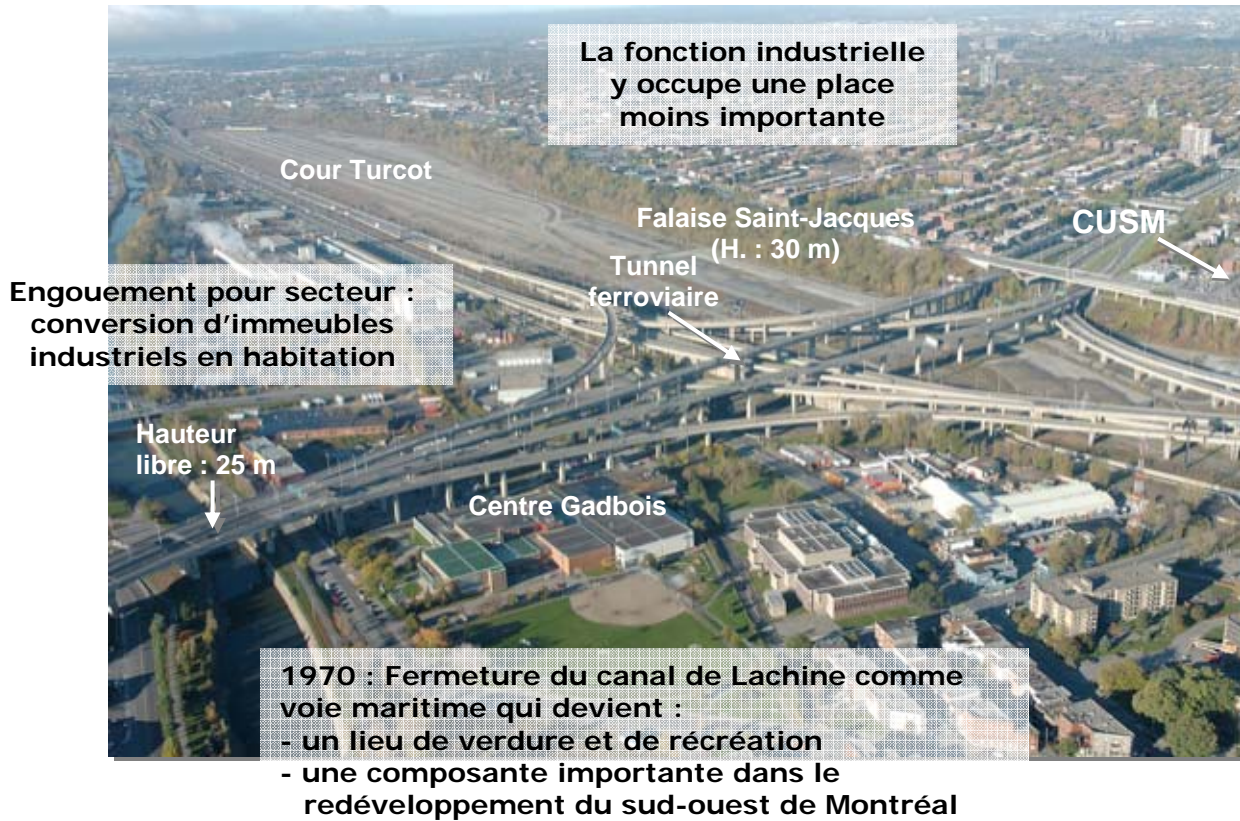 La fonction industrielle
y occupe une place
moins importante
Cour Turcot
Falaise Saint-Jacques
(H. : 30 m)
CUSM
Tunnel
ferroviaire
Engouement pour secteur :
conversion d'immeubles
industriels en habitation
Hauteur
libre : 25 m
Centre Gadbois
1970 : Fermeture du canal de Lachine comme
voie maritime qui devient :
- un lieu de verdure et de récréation
- une composante importante dans le
redéveloppement du sud-ouest de Montréal